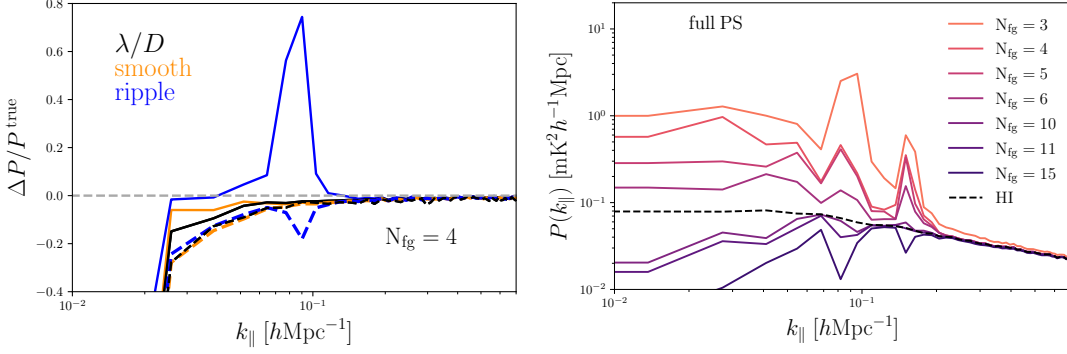 0.8
0.6
0.4
0.2
0.0
−0.2
−0.4
ΔP/P^true
λ/D
smooth
ripple
N_fg = 4
10^−2
10^−1
k_∥ [hMpc^−1]
full PS
10^1
10^0
10^−1
10^−2
P(k_∥) [mK^2 h^−1 Mpc]
N_fg = 3
N_fg = 4
N_fg = 5
N_fg = 6
N_fg = 10
N_fg = 11
N_fg = 15
HI
10^−2
10^−1
k_∥ [hMpc^−1]